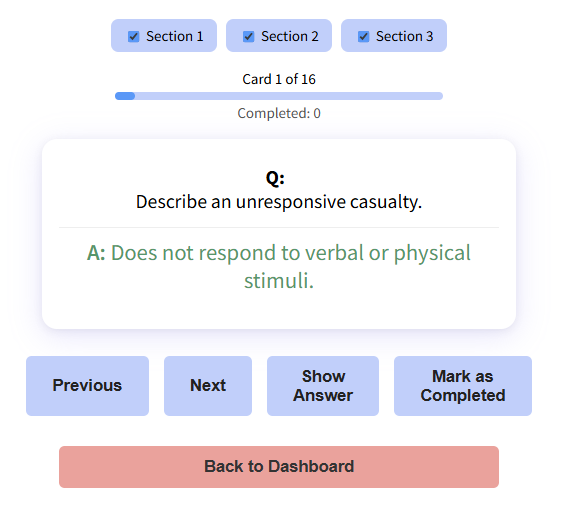 Section 1 Section 2 Section 3
Card 1 of 16
Completed: 0
Q:
Describe an unresponsive casualty.
A: Does not respond to verbal or physical
stimuli.
Previous Next Show Answer Mark as Completed
Back to Dashboard